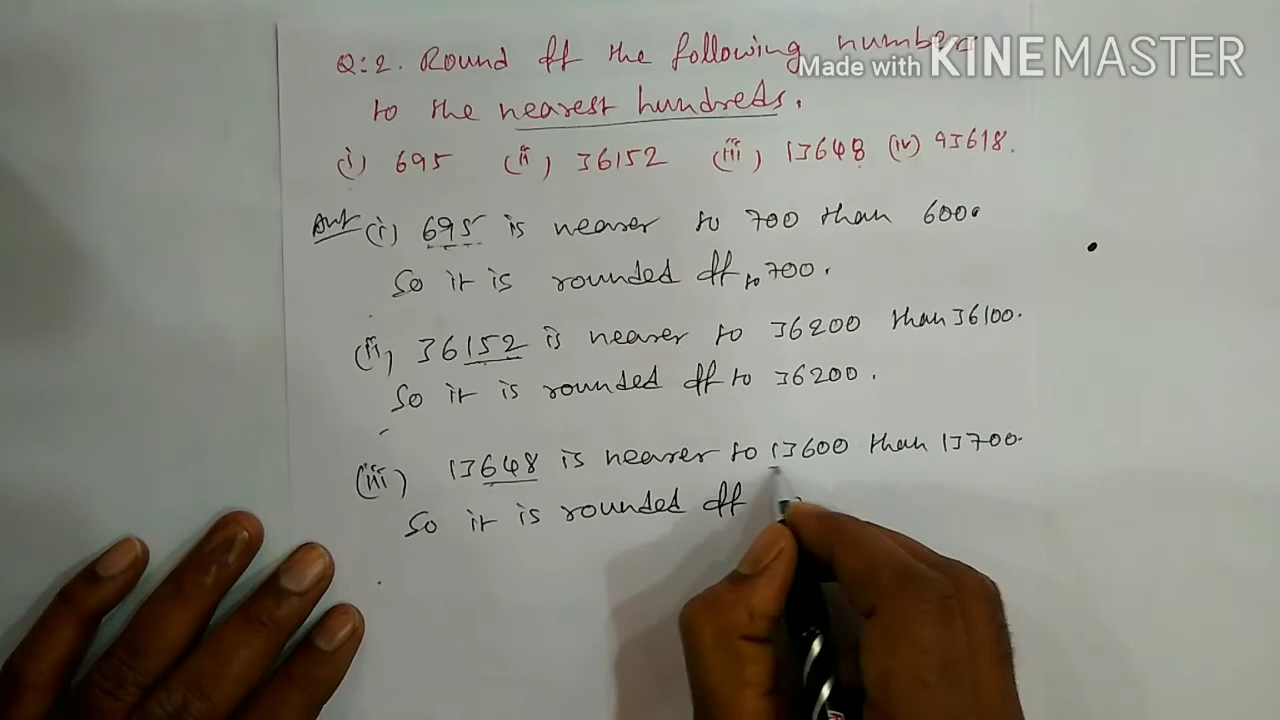 Q:2. Round off the following number
to the nearest hundreds.
Made with KINEMASTER
(i) 695 (ii) 36152 (iii) 13648 (iv) 93618.
Ans (i) 695 is nearer to 700 than 600.
So it is rounded off to 700.
(ii) 36152 is nearer to 36200 than 36100.
So it is rounded off to 36200.
(iii) 13648 is nearer to 13600 than 13700.
So it is rounded off